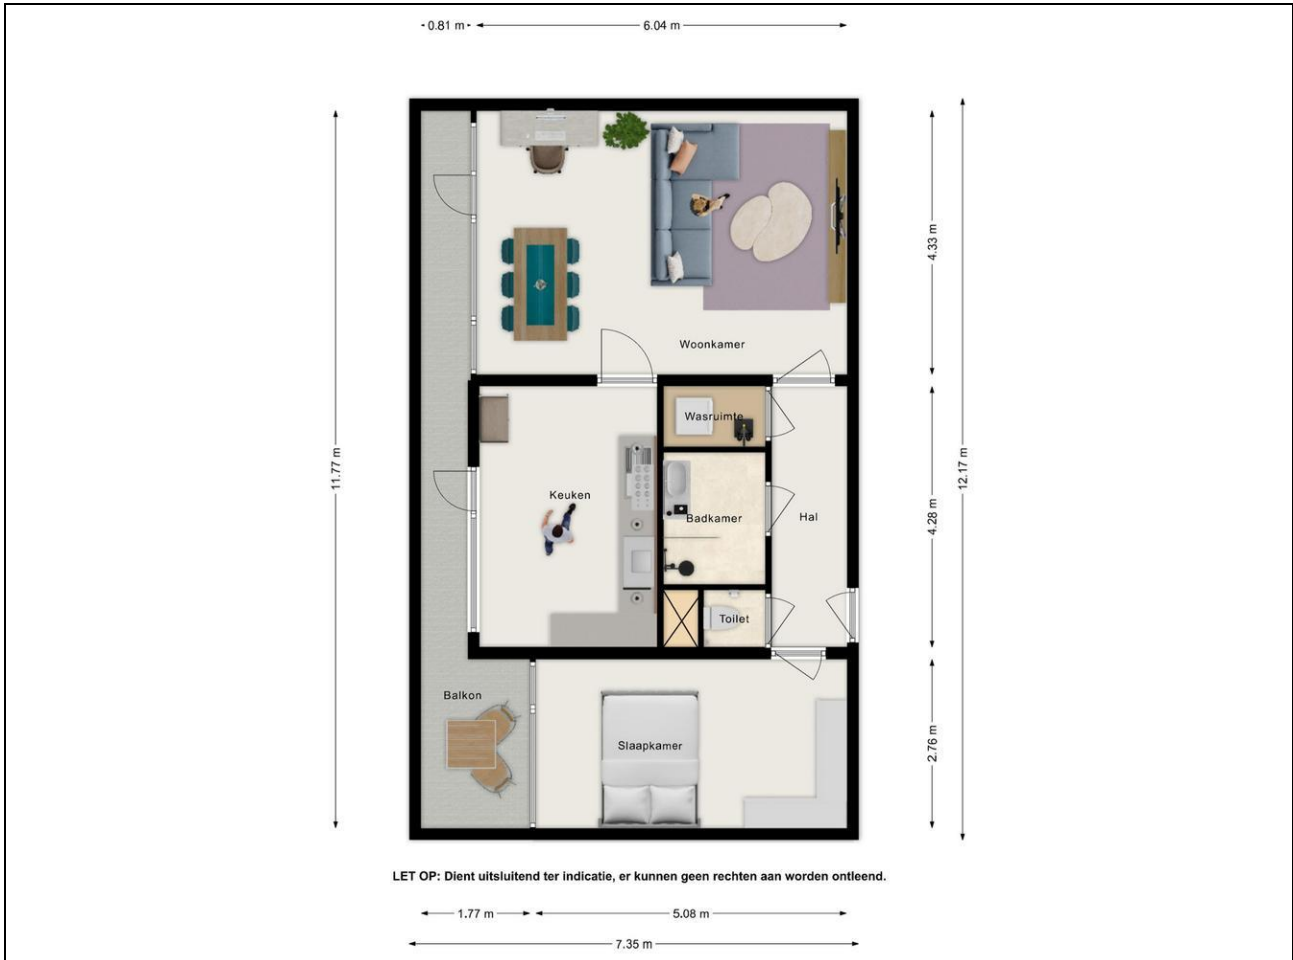 0.81 m
6.04 m
4.33 m
Woonkamer
Wasruimte
11.77 m
12.17 m
Keuken
Badkamer
Hal
4.28 m
Toilet
Balkon
Slaapkamer
2.76 m
LET OP: Dient uitsluitend ter indicatie, er kunnen geen rechten aan worden ontleend.
1.77 m
5.08 m
7.35 m